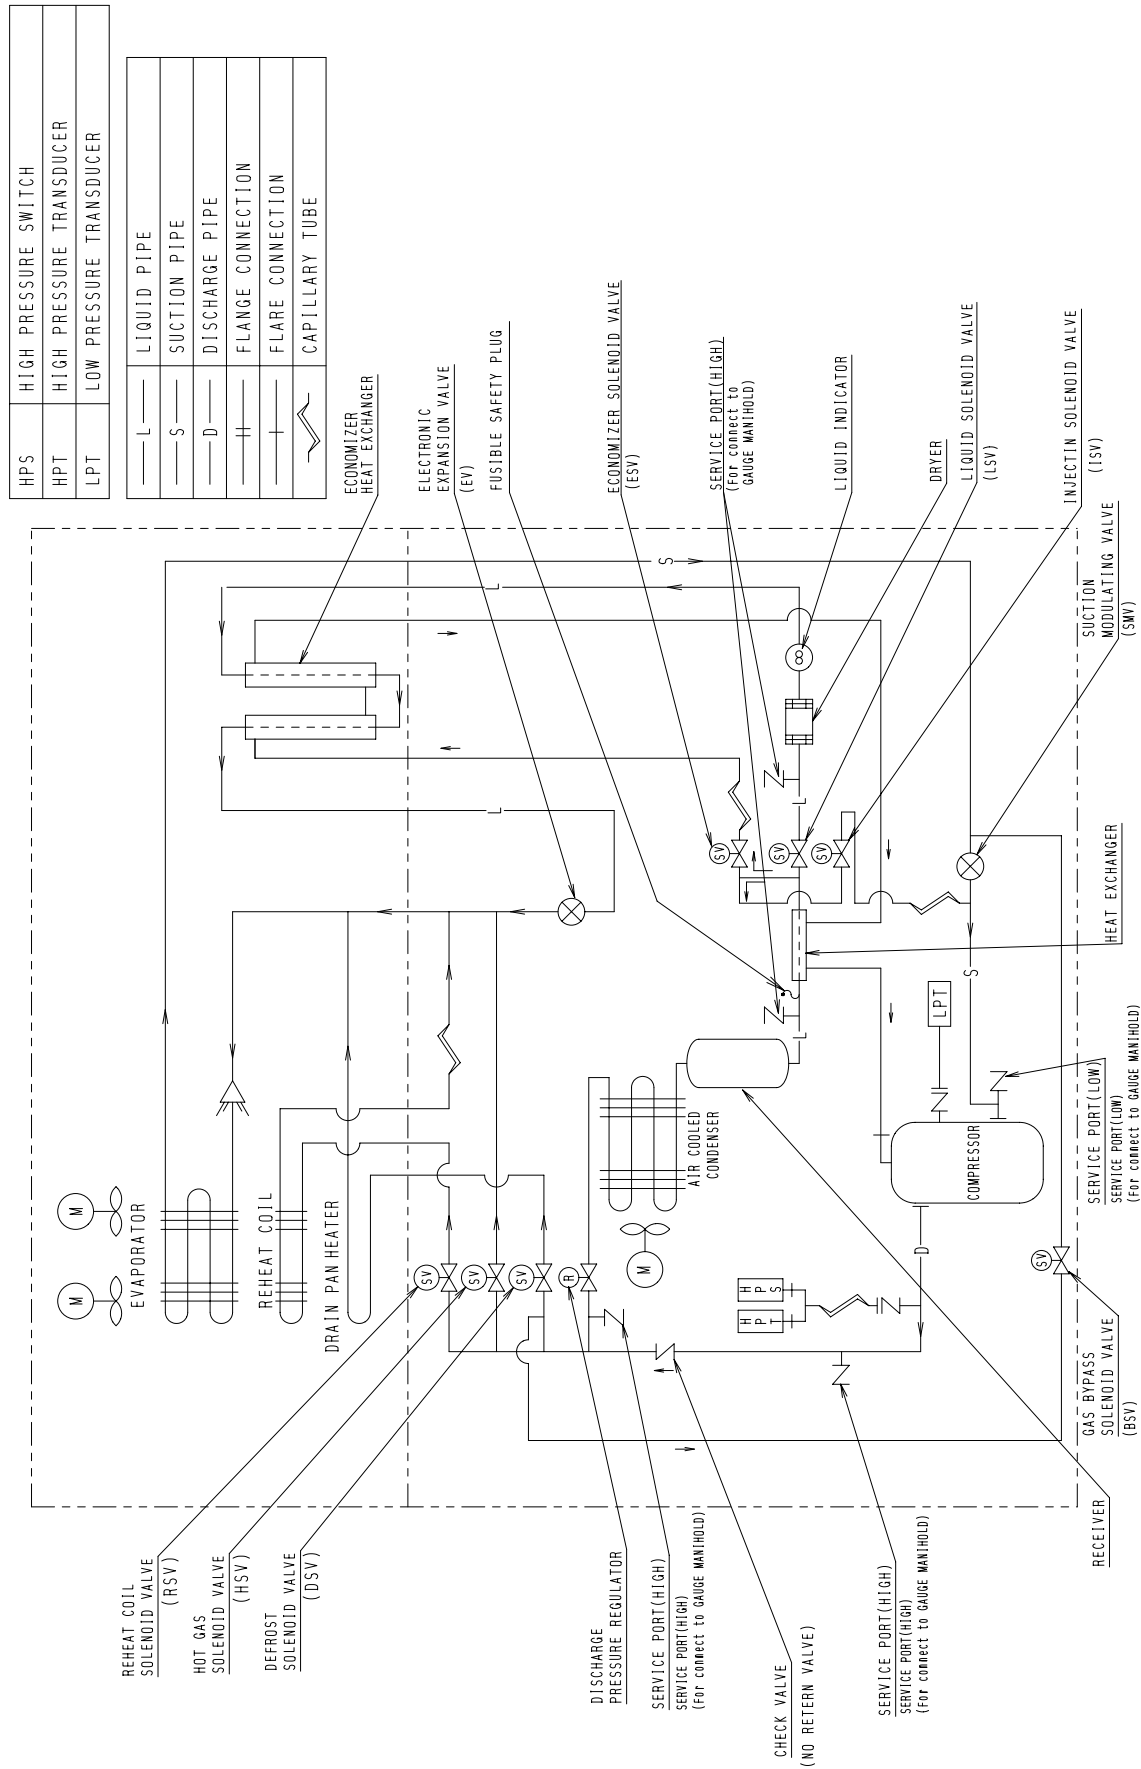 HPS HIGH PRESSURE SWITCH
HPT HIGH PRESSURE TRANSDUCER
LPT LOW PRESSURE TRANSDUCER
L LIQUID PIPE
S SUCTION PIPE
D DISCHARGE PIPE
FLANGE CONNECTION
FLARE CONNECTION
CAPILLARY TUBE
ECONOMIZER
HEAT EXCHANGER
ELECTRONIC
EXPANSION VALVE
(EV)
FUSIBLE SAFETY PLUG
ECONOMIZER SOLENOID VALVE
(ESV)
SERVICE PORT(HIGH)
(For connect to
GAUGE MANIHOLD)
LIQUID INDICATOR
DRYER
LIQUID SOLENOID VALVE
(LSV)
INJECTIN SOLENOID VALVE
(ISV)
SUCTION
MODULATING VALVE
(SMV)
S
L
L
L
SV
SV
SV
HEAT EXCHANGER
S
L
LPT
M
M
EVAPORATOR
REHEAT COIL
DRAIN PAN HEATER
SV
SV
SV
R
M
AIR COOLED
CONDENSER
COMPRESSOR
D
HPS
HPT
SV
SERVICE PORT(LOW)
SERVICE PORT(LOW)
(For connect to GAUGE MANIHOLD)
GAS BYPASS
SOLENOID VALVE
(BSV)
RECEIVER
REHEAT COIL
SOLENOID VALVE
(RSV)
HOT GAS
SOLENOID VALVE
(HSV)
DEFROST
SOLENOID VALVE
(DSV)
DISCHARGE
PRESSURE REGULATOR
SERVICE PORT(HIGH)
SERVICE PORT(HIGH)
(For connect to GAUGE MANIHOLD)
CHECK VALVE
(NO RETERN VALVE)
SERVICE PORT(HIGH)
SERVICE PORT(HIGH)
(For connect to GAUGE MANIHOLD)